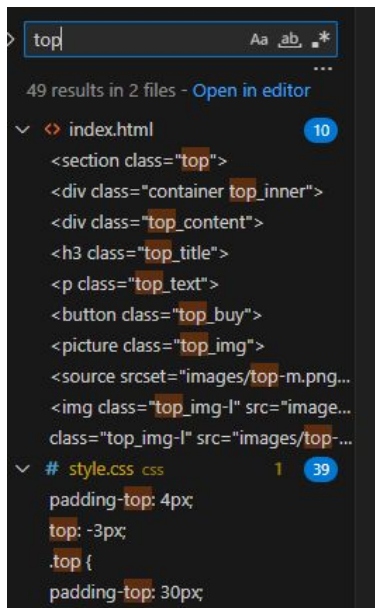 top Aa ab, .*
...
49 results in 2 files - Open in editor
<> index.html 10
<section class="top">
<div class="container top_inner">
<div class="top_content">
<h3 class="top_title">
<p class="top_text">
<button class="top_buy">
<picture class="top_img">
<source srcset="images/top-m.png...
<img class="top_img-l" src="image...
class="top_img-l" src="images/top-...
# style.css css 1 39
padding-top: 4px;
top: -3px;
.top {
padding-top: 30px;